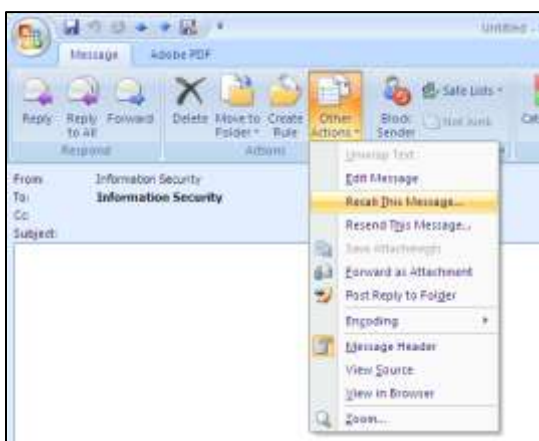 Untitled -
Message Adobe PDF
Reply Reply to All Forward Delete Move to Folder Create Rule Other Actions Block Sender Safe Lists
Not Junk
Respond Actions
From: Information Security
To: Information Security
Cc:
Subject:
Unwrap Text
Edit Message
Recall This Message...
Resend This Message...
Save Attachments
Forward as Attachment
Post Reply to Folder
Encoding
Message Header
View Source
View in Browser
Zoom...